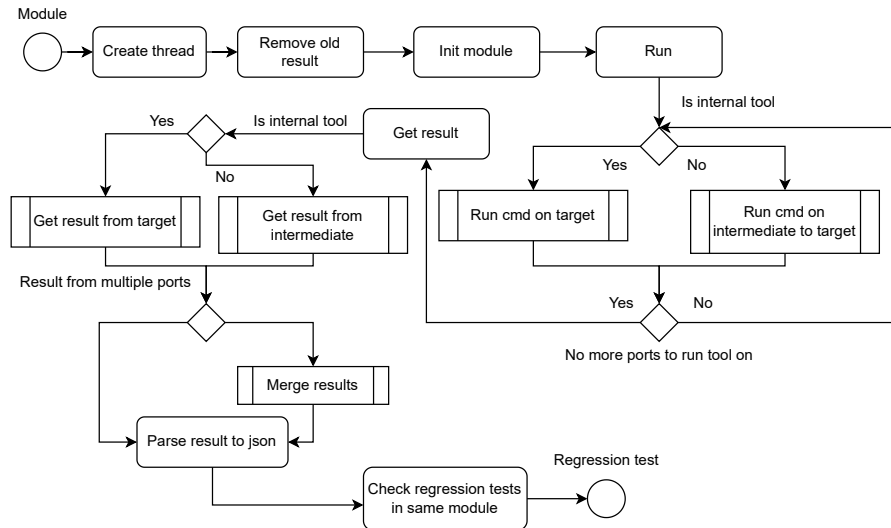 Module
Create thread
Remove old
result
Init module
Run
Is internal tool
Yes
No
Run cmd on target
Run cmd on
intermediate to target
Yes
No
No more ports to run tool on
Get result
Is internal tool
Yes
No
Get result from target
Get result from
intermediate
Result from multiple ports
Merge results
Parse result to json
Check regression tests
in same module
Regression test